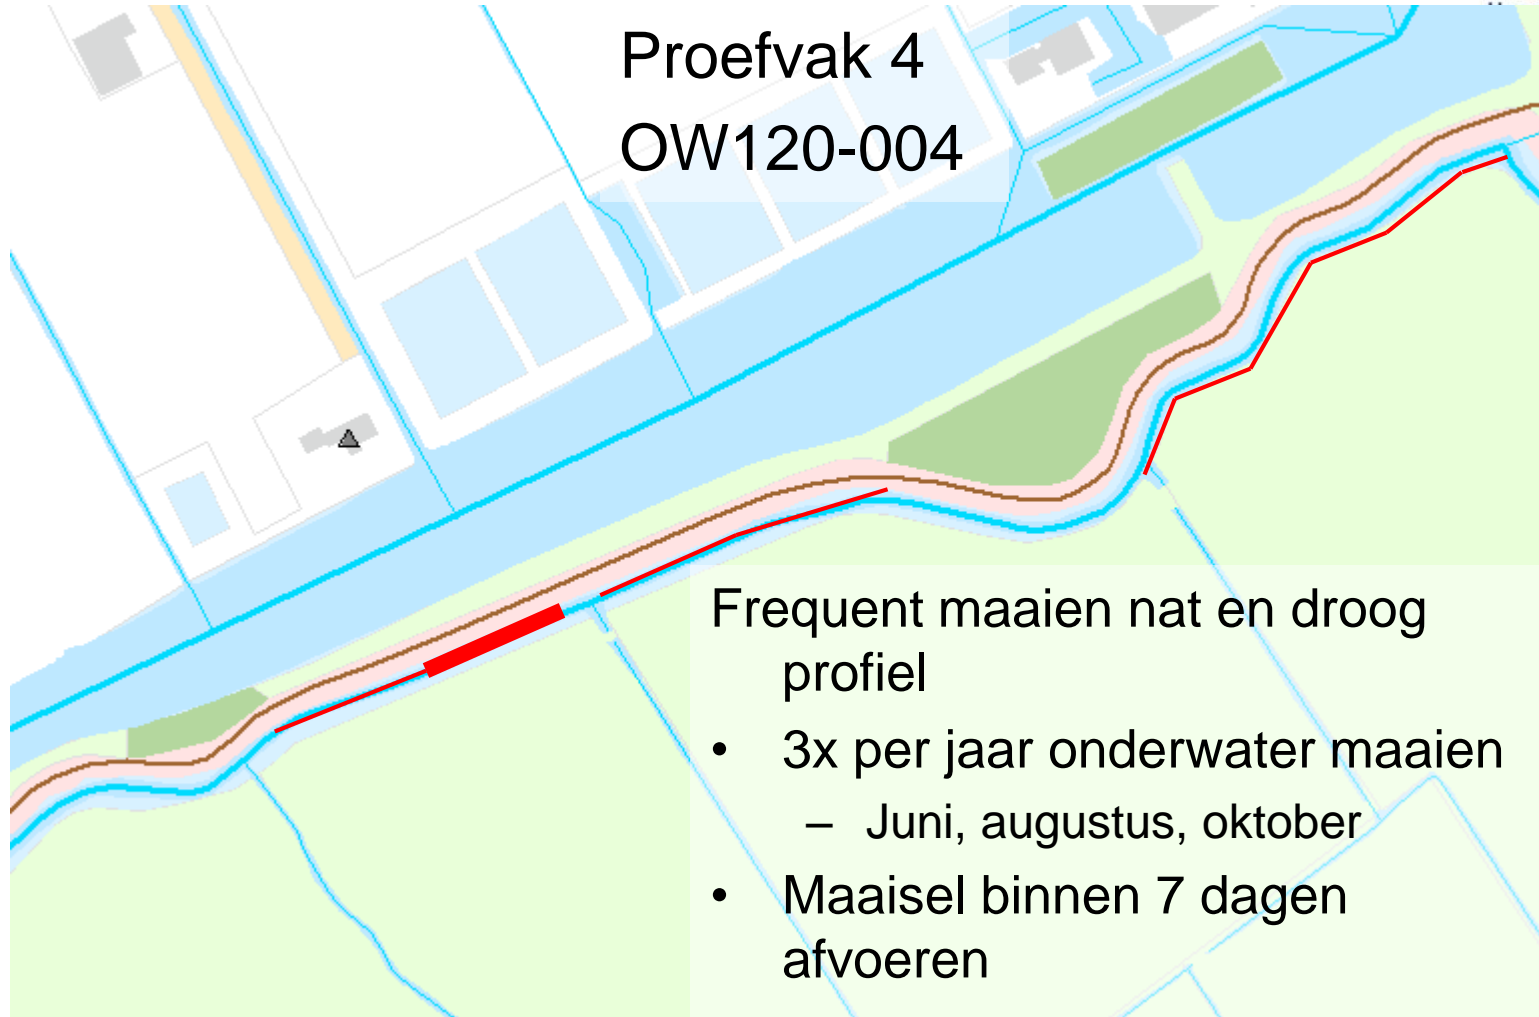 Proefvak 4
OW120-004
Frequent maaien nat en droog
profiel
• 3x per jaar onderwater maaien
– Juni, augustus, oktober
• Maaisel binnen 7 dagen
afvoeren